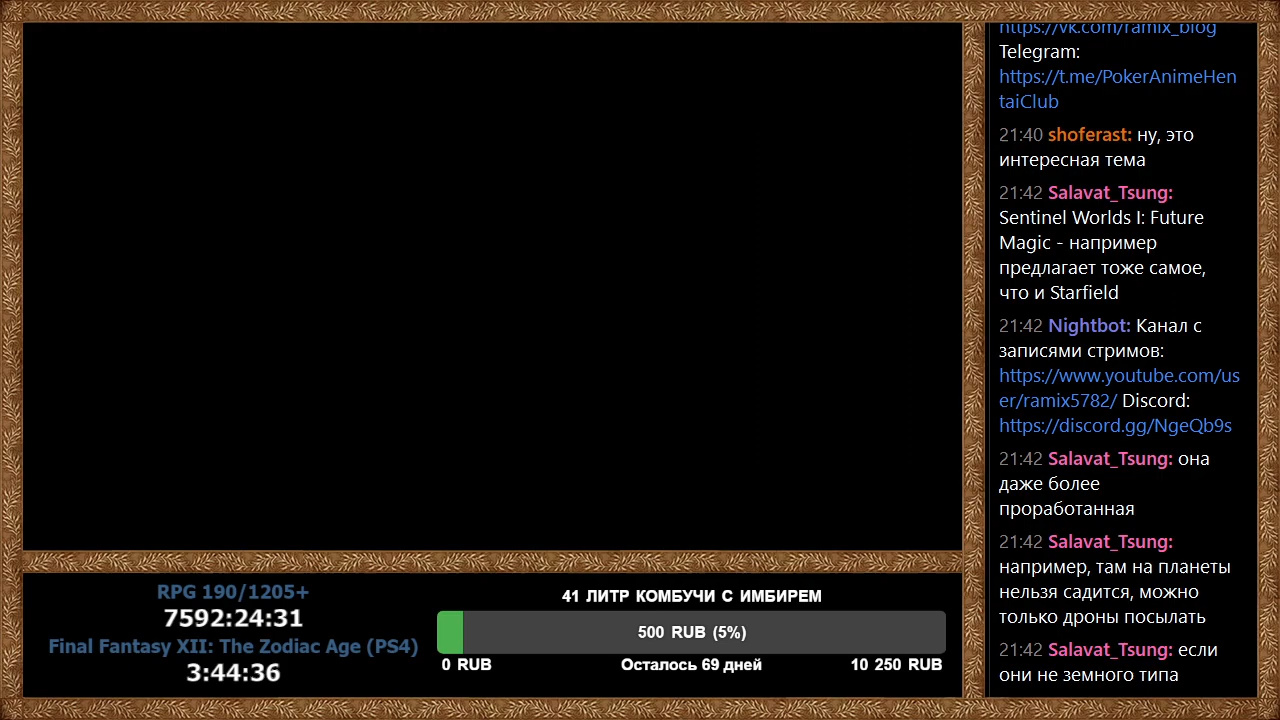 https://vk.com/ramix_blog
Telegram:
https://t.me/PokerAnimeHen
taiClub
21:40 shoferast: ну, это
интересная тема
21:42 Salavat_Tsung:
Sentinel Worlds I: Future
Magic - например
предлагает тоже самое,
что и Starfield
21:42 Nightbot: Канал с
записями стримов:
https://www.youtube.com/us
er/ramix5782/ Discord:
https://discord.gg/NgeQb9s
21:42 Salavat_Tsung: она
даже более
проработанная
21:42 Salavat_Tsung:
например, там на планеты
нельзя садится, можно
только дроны посылать
21:42 Salavat_Tsung: если
они не земного типа
RPG 190/1205+
7592:24:31
Final Fantasy XII: The Zodiac Age (PS4)
3:44:36
41 ЛИТР КОМБУЧИ С ИМБИРЕМ
500 RUB (5%)
0 RUB
Осталось 69 дней
10 250 RUB